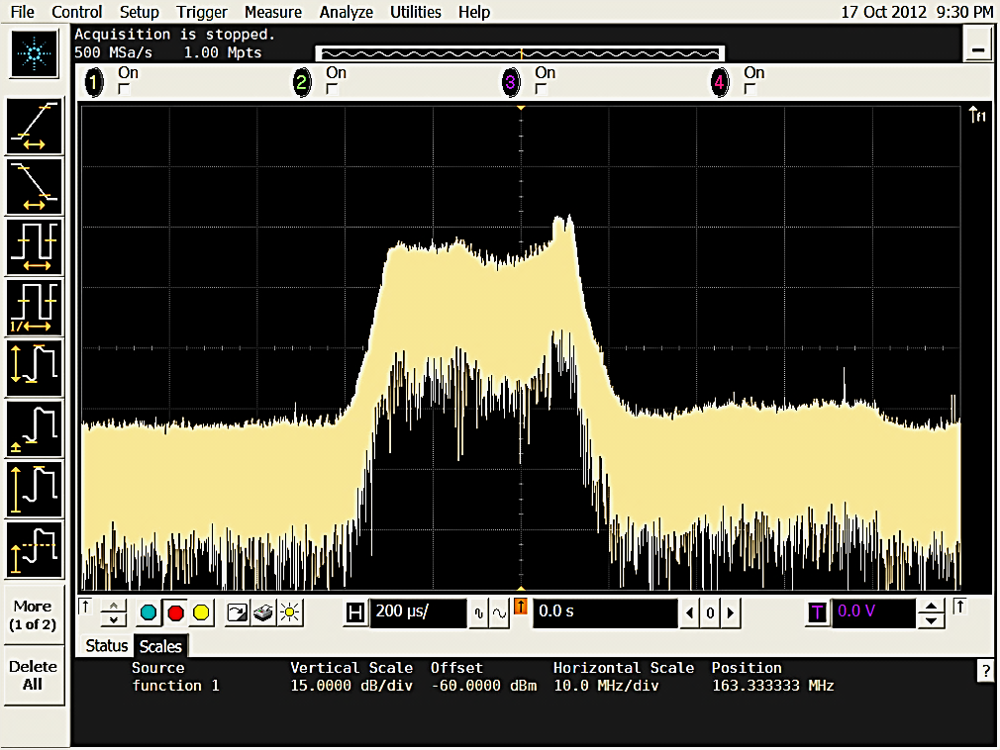 File Control Setup Trigger Measure Analyze Utilities Help 17 Oct 2012 9:30 PM
Acquisition is stopped.
500 MSa/s 1.00 Mpts
1 On 2 On 3 On 4 On
f1
1/
More
(1 of 2)
Delete
All
H 200 µs/ 0.0 s 0 T 0.0 V
Status Scales
Source Vertical Scale Offset Horizontal Scale Position
function 1 15.0000 dB/div -60.0000 dBm 10.0 MHz/div 163.333333 MHz
?